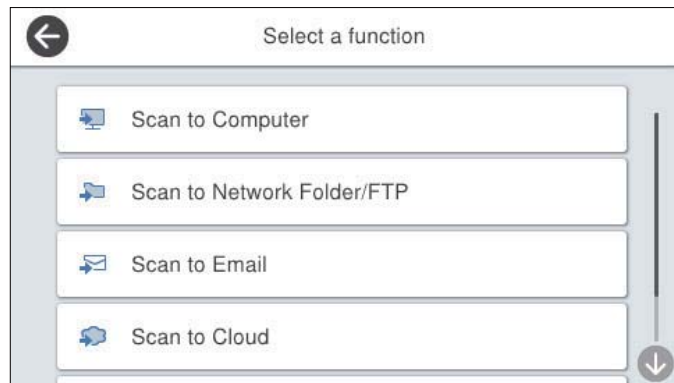 Select a function
Scan to Computer
Scan to Network Folder/FTP
Scan to Email
Scan to Cloud